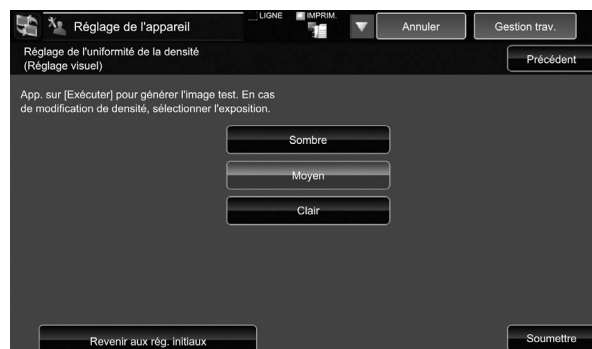 Réglage de l'appareil
LIGNE
IMPRIM.
Annuler
Gestion trav.
Réglage de l'uniformité de la densité
(Réglage visuel)
Précédent
App. sur [Exécuter] pour générer l'image test. En cas
de modification de densité, sélectionner l'exposition.
Sombre
Moyen
Clair
Revenir aux rég. initiaux
Soumettre